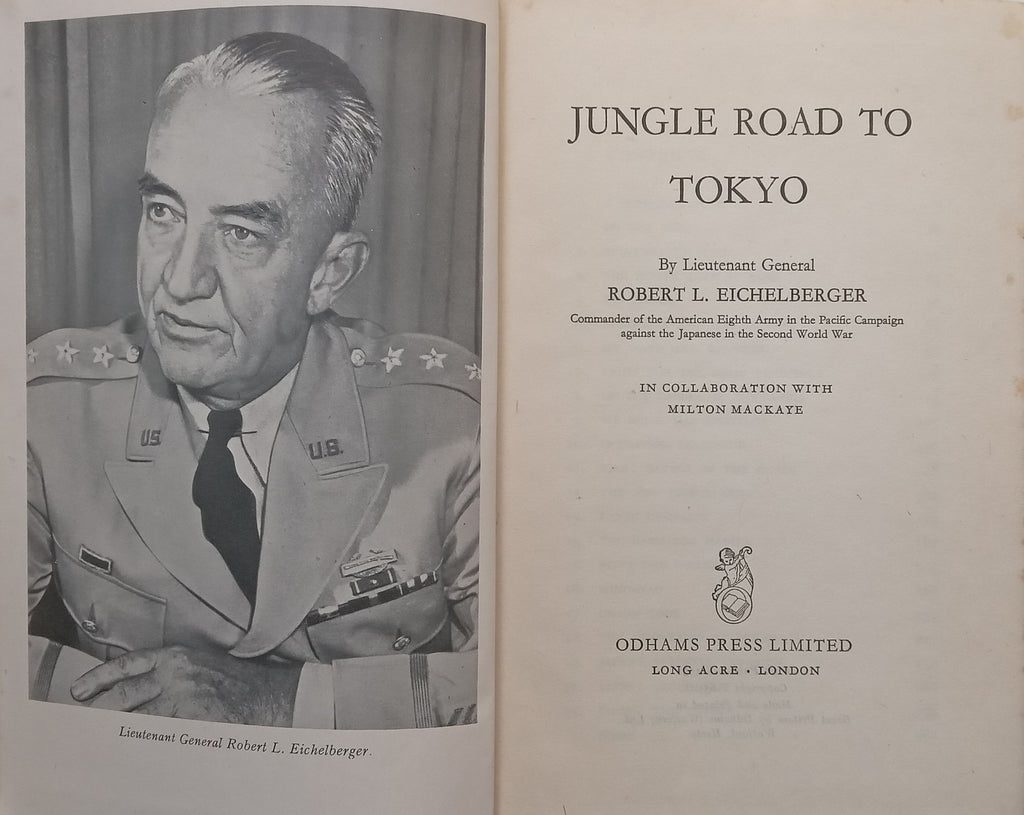 US
U.S.
Lieutenant General Robert L. Eichelberger.
JUNGLE ROAD TO
TOKYO
By Lieutenant General
ROBERT L. EICHELBERGER
Commander of the American Eighth Army in the Pacific Campaign
against the Japanese in the Second World War
IN COLLABORATION WITH
MILTON MACKAYE
ODHAMS PRESS LIMITED
LONG ACRE · LONDON